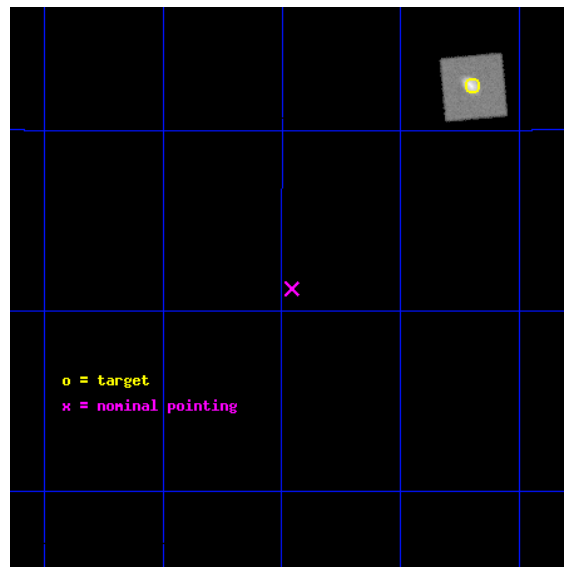 o = target
x = nominal pointing